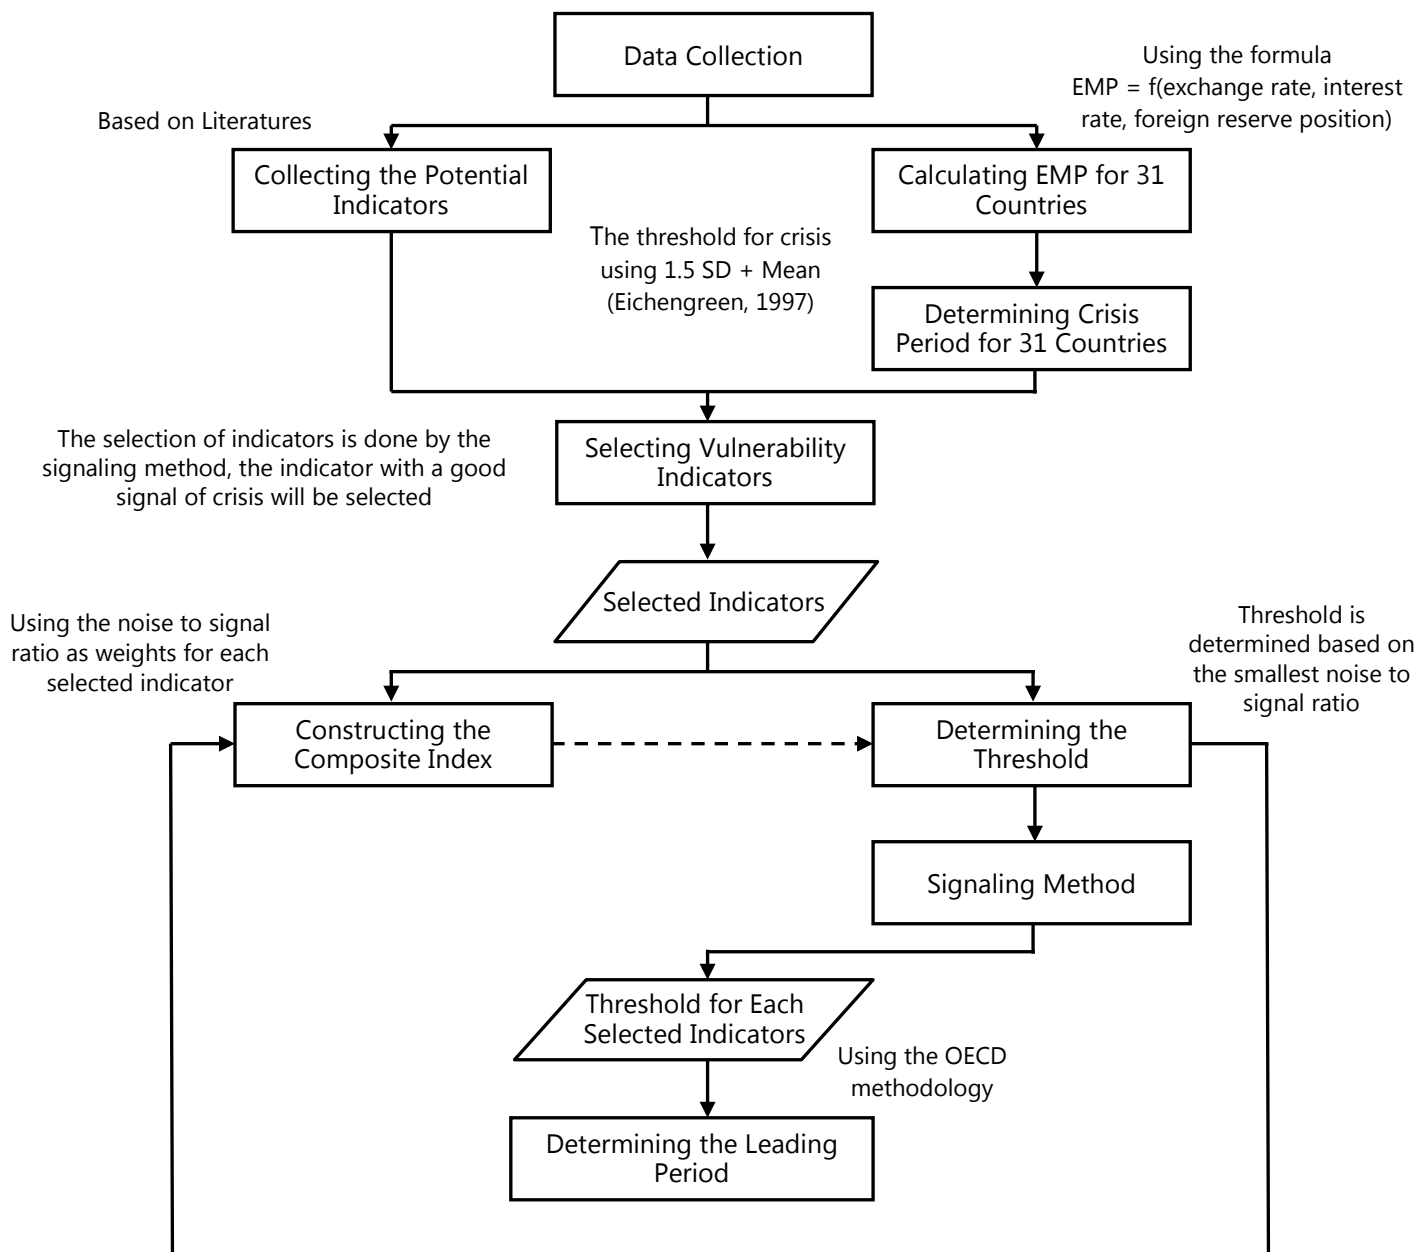 Data Collection
Using the formula
EMP = f(exchange rate, interest
rate, foreign reserve position)
Based on Literatures
Collecting the Potential
Indicators
Calculating EMP for 31
Countries
The threshold for crisis
using 1.5 SD + Mean
(Eichengreen, 1997)
Determining Crisis
Period for 31 Countries
The selection of indicators is done by the
signaling method, the indicator with a good
signal of crisis will be selected
Selecting Vulnerability
Indicators
Selected Indicators
Using the noise to signal
ratio as weights for each
selected indicator
Threshold is
determined based on
the smallest noise to
signal ratio
Constructing the
Composite Index
Determining the
Threshold
Signaling Method
Threshold for Each
Selected Indicators
Using the OECD
methodology
Determining the Leading
Period